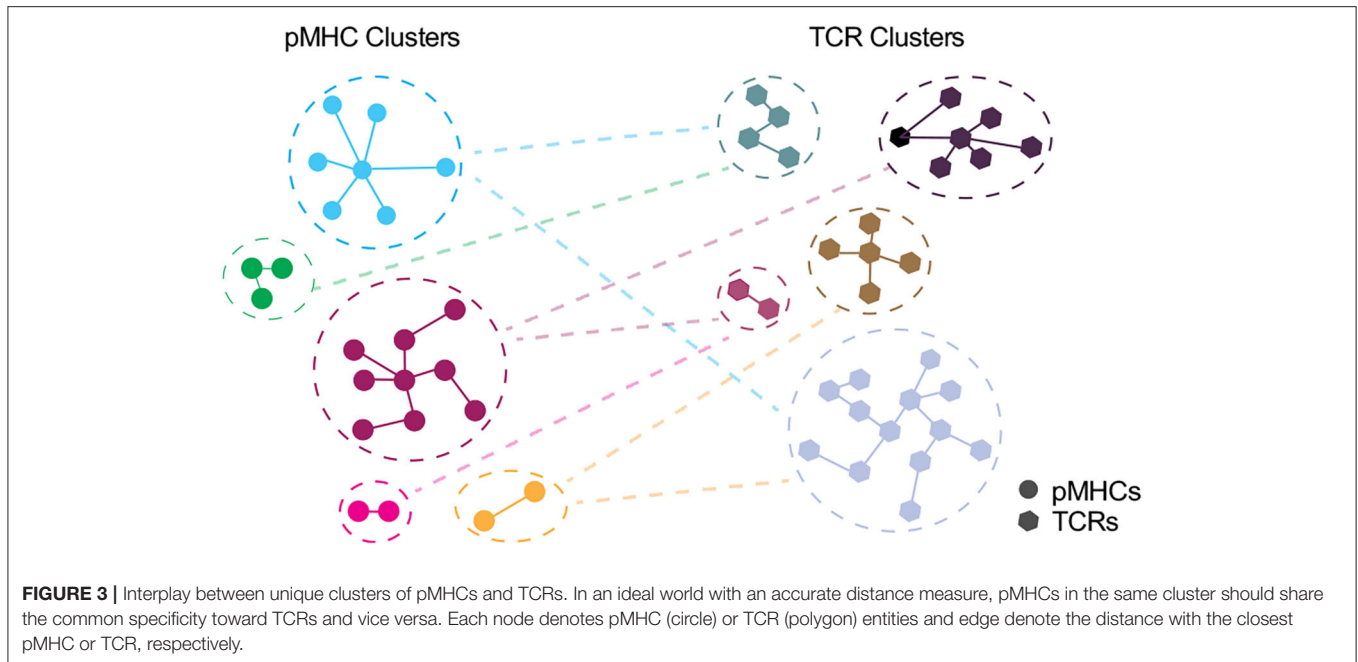 pMHC Clusters
TCR Clusters
pMHCs
TCRs
FIGURE 3 | Interplay between unique clusters of pMHCs and TCRs. In an ideal world with an accurate distance measure, pMHCs in the same cluster should share
the common specificity toward TCRs and vice versa. Each node denotes pMHC (circle) or TCR (polygon) entities and edge denote the distance with the closest
pMHC or TCR, respectively.